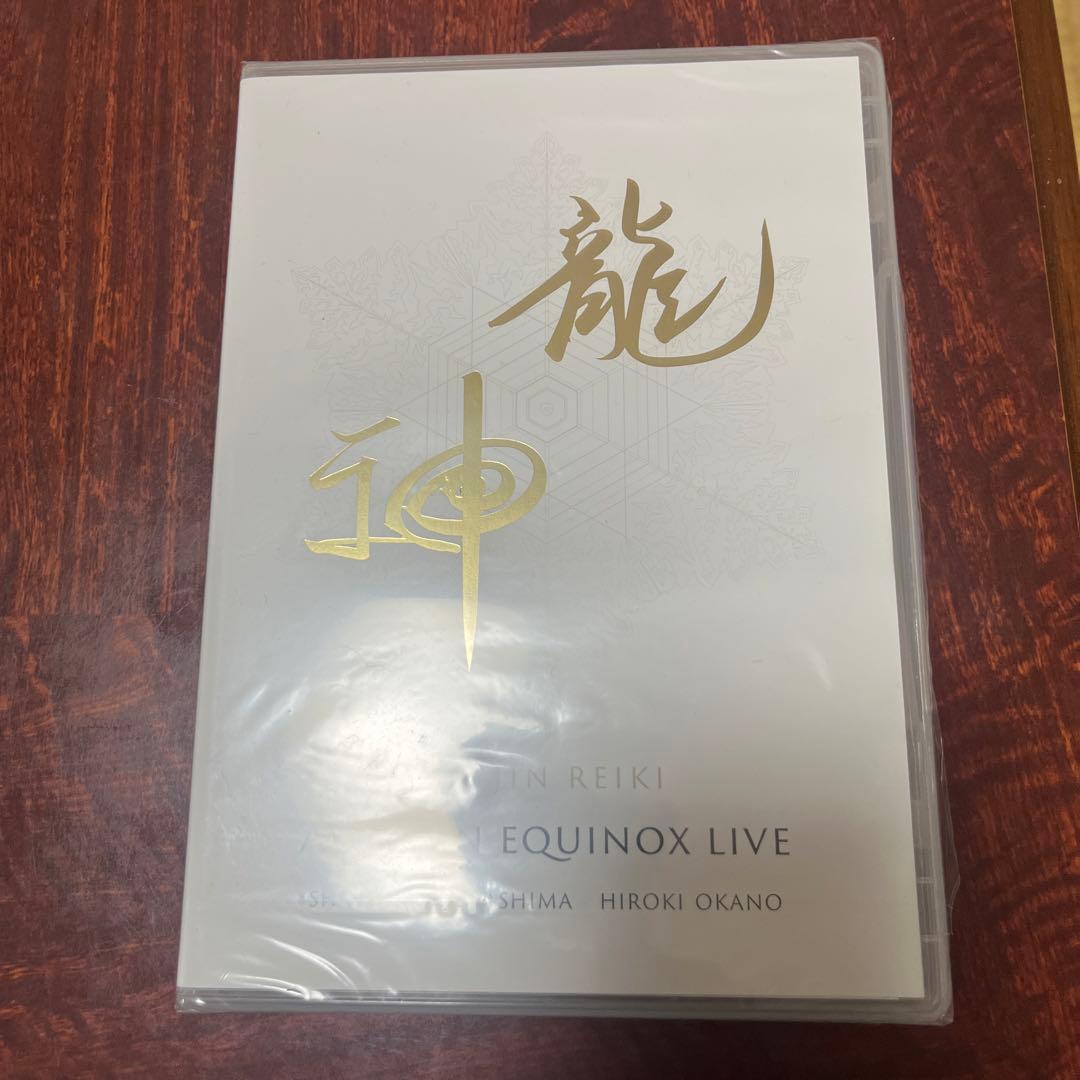 龍
神
JIN REIKI
EQUINOX LIVE
SHIMA HIROKI OKANO